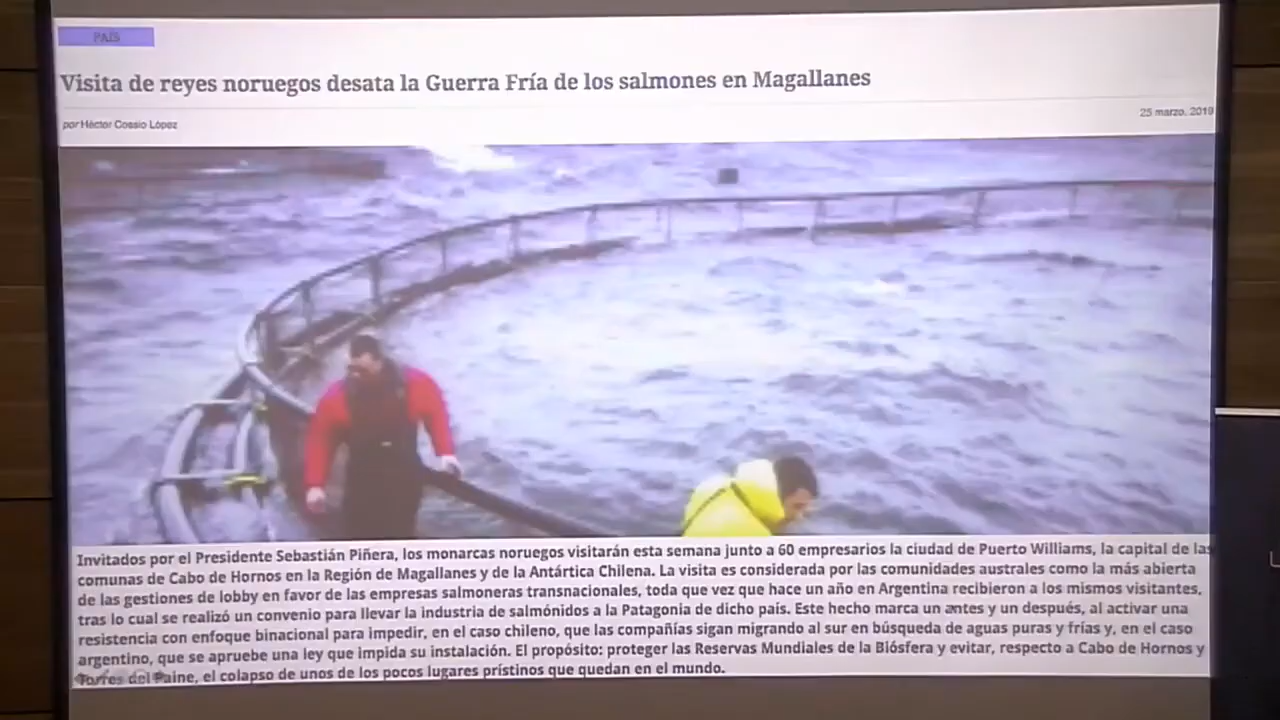 PAÍS
Visita de reyes noruegos desata la Guerra Fría de los salmones en Magallanes
por Héctor Cossio López
25 marzo, 2019
Invitados por el Presidente Sebastián Piñera, los monarcas noruegos visitarán esta semana junto a 60 empresarios la ciudad de Puerto Williams, la capital de las
comunas de Cabo de Hornos en la Región de Magallanes y de la Antártica Chilena. La visita es considerada por las comunidades australes como la más abierta
de las gestiones de lobby en favor de las empresas salmoneras transnacionales, toda que vez que hace un año en Argentina recibieron a los mismos visitantes,
tras lo cual se realizó un convenio para llevar la industria de salmónidos a la Patagonia de dicho país. Este hecho marca un antes y un después, al activar una
resistencia con enfoque binacional para impedir, en el caso chileno, que las compañías sigan migrando al sur en búsqueda de aguas puras y frías y, en el caso
argentino, que se apruebe una ley que impida su instalación. El propósito: proteger las Reservas Mundiales de la Biósfera y evitar, respecto a Cabo de Hornos y
Torres del Paine, el colapso de unos de los pocos lugares prístinos que quedan en el mundo.